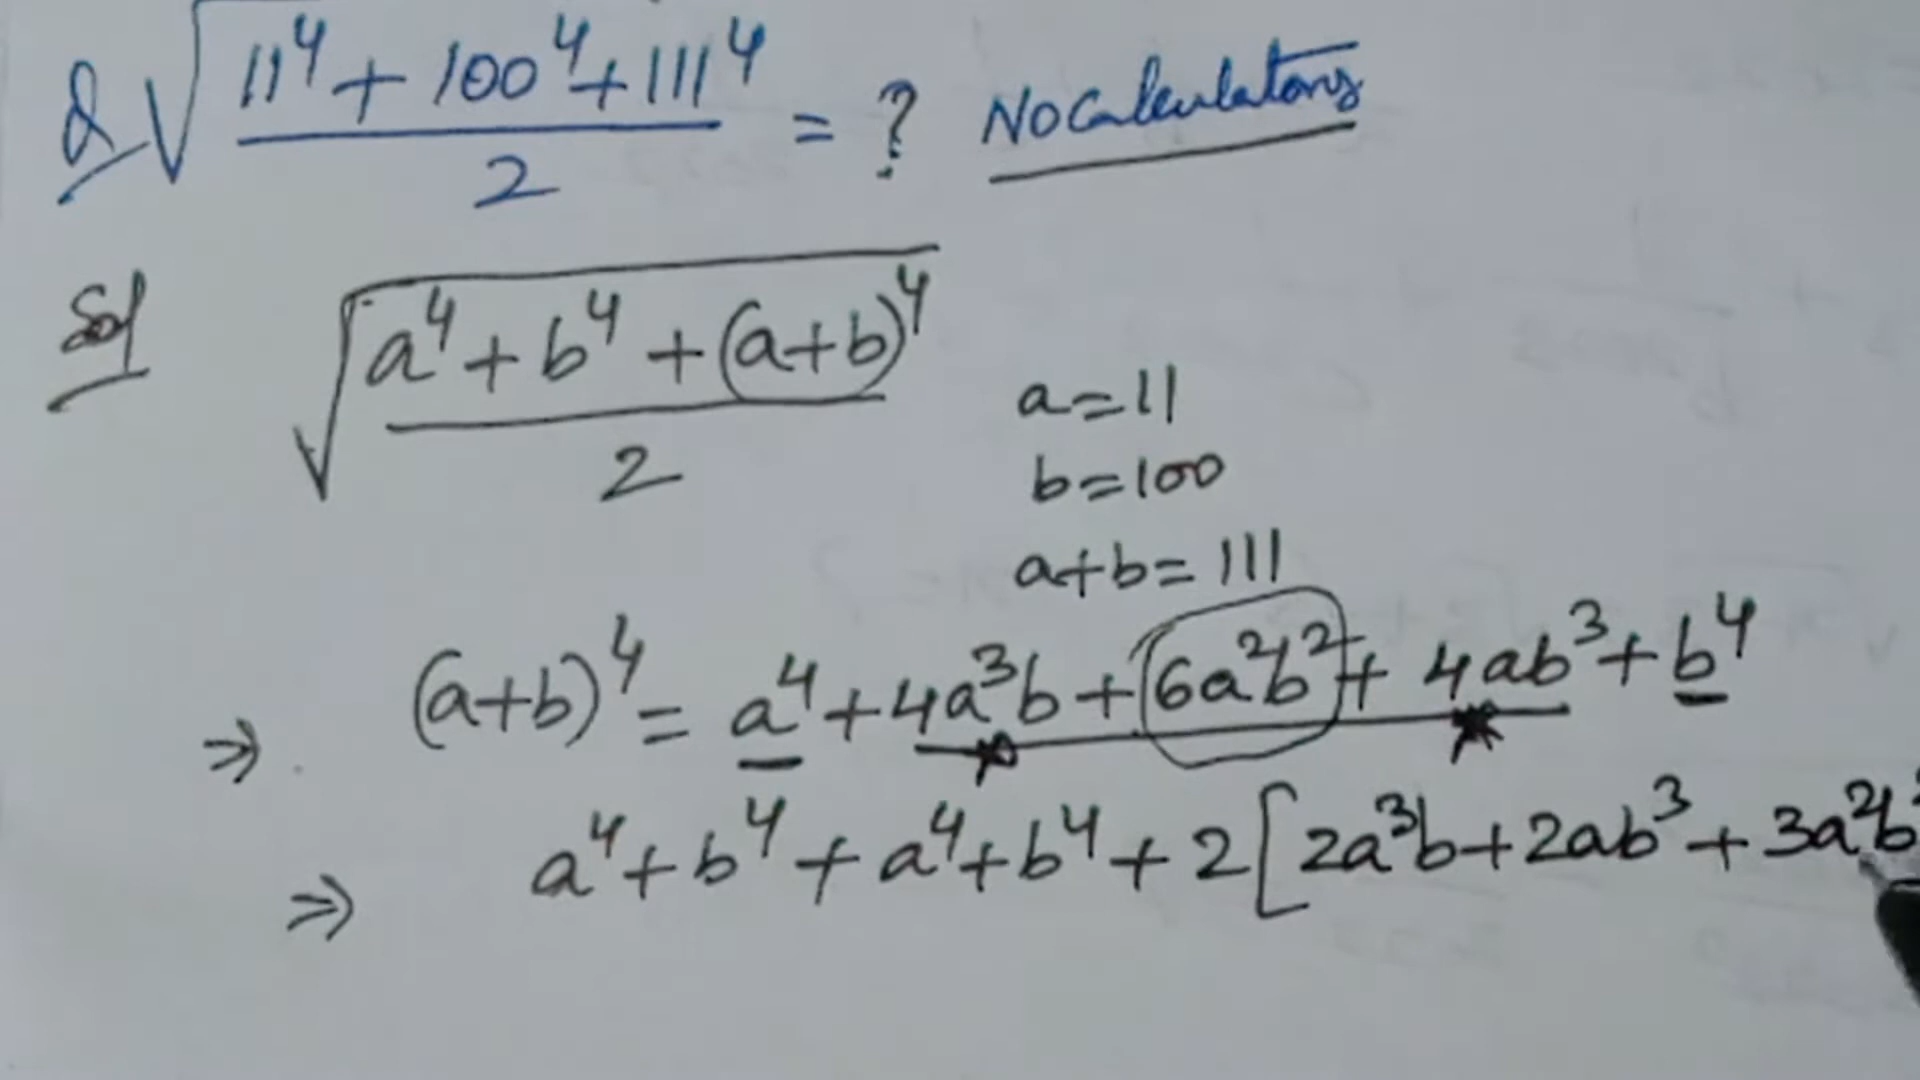 Q √(11⁴ + 100⁴ + 111⁴)/2 = ? No Calculators
Sol √(a⁴ + b⁴ + (a+b)⁴)/2
a = 11
b = 100
a+b = 111
⇒ (a+b)⁴ = a⁴ + 4a³b + 6a²b² + 4ab³ + b⁴
⇒ a⁴ + b⁴ + a⁴ + b⁴ + 2[2a³b + 2ab³ + 3a²b²